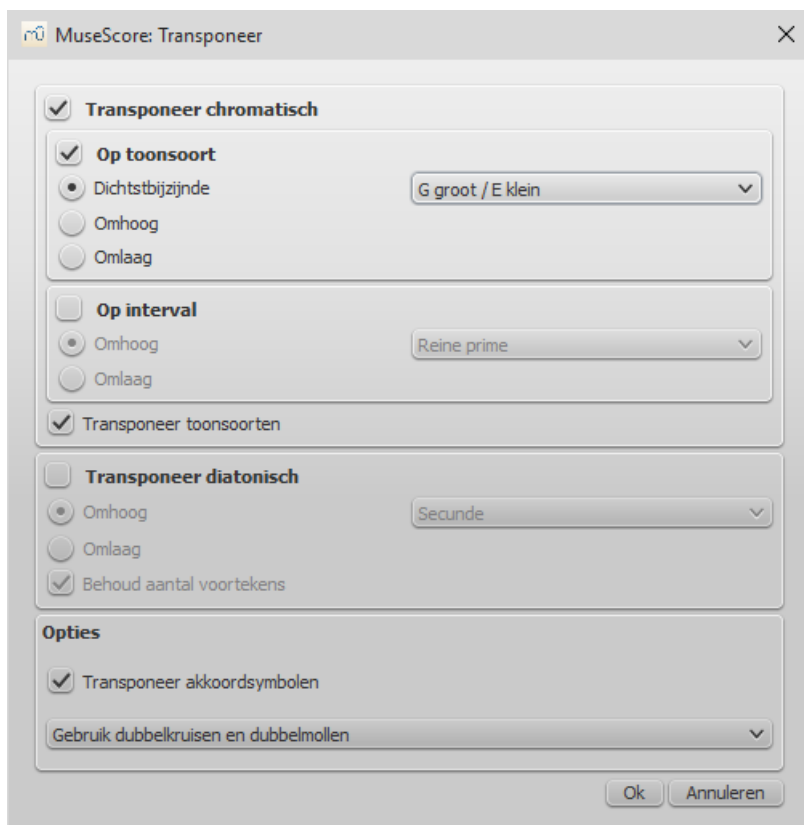 MuseScore: Transponeer
Transponeer chromatisch
Op toonsoort
Dichtstbijzijnde G groot / E klein
Omhoog
Omlaag
Op interval
Omhoog Reine prime
Omlaag
Transponeer toonsoorten
Transponeer diatonisch
Omhoog Secunde
Omlaag
Behoud aantal voortekens
Opties
Transponeer akkoordsymbolen
Gebruik dubbelkruisen en dubbelmollen
Ok Annuleren